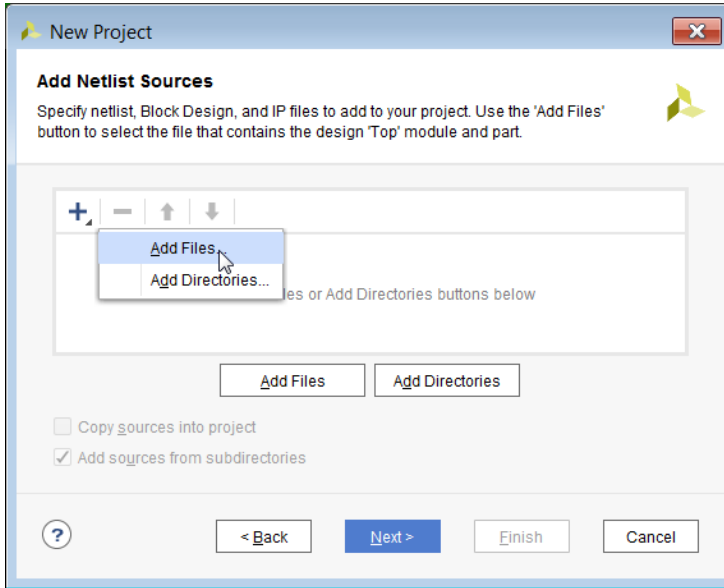 New Project
Add Netlist Sources
Specify netlist, Block Design, and IP files to add to your project. Use the 'Add Files'
button to select the file that contains the design 'Top' module and part.
Add Files...
Add Directories...
or Add Directories buttons below
Add Files
Add Directories
Copy sources into project
Add sources from subdirectories
?
< Back
Next >
Finish
Cancel